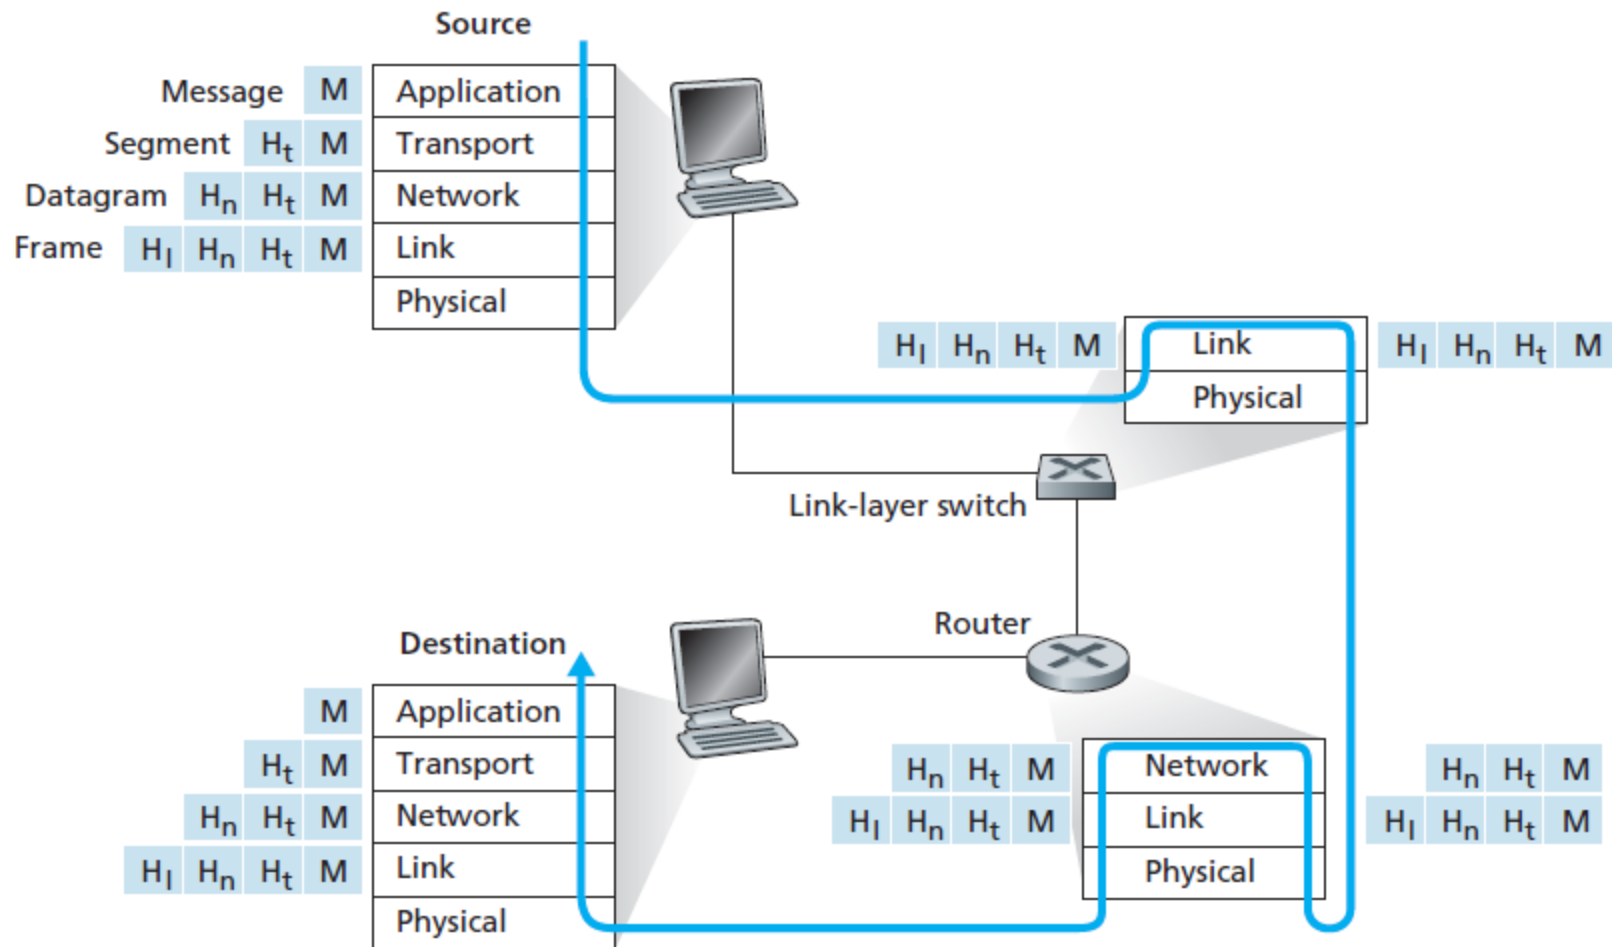 Source
Message M Application
Segment Ht M Transport
Datagram Hn Ht M Network
Frame Hl Hn Ht M Link
Physical
Hl Hn Ht M Link Hl Hn Ht M
Physical
Link-layer switch
Router
Destination
M Application
Ht M Transport
Hn Ht M Network
Hl Hn Ht M Link
Physical
Hn Ht M Network Hn Ht M
Hl Hn Ht M Link Hl Hn Ht M
Physical